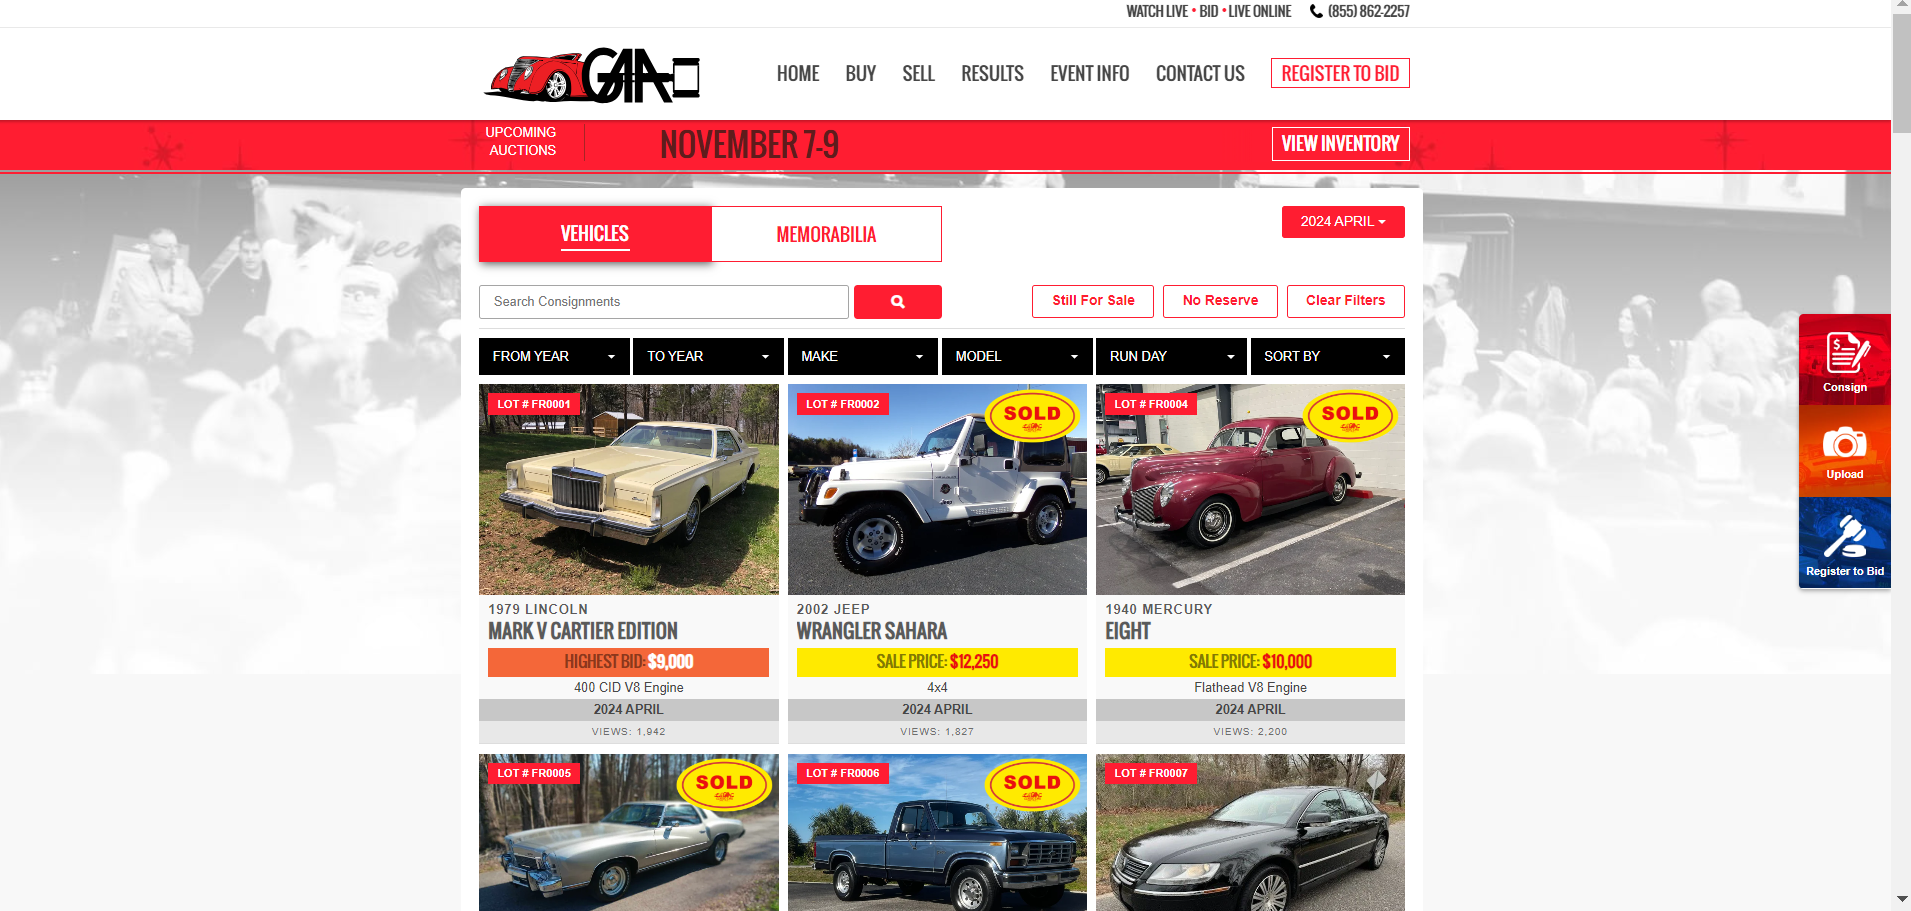 WATCH LIVE • BID • LIVE ONLINE (855) 862-2257
GAA
HOME BUY SELL RESULTS EVENT INFO CONTACT US REGISTER TO BID
UPCOMING
AUCTIONS
NOVEMBER 7-9
VIEW INVENTORY
VEHICLES
MEMORABILIA
2024 APRIL
Search Consignments
Still For Sale
No Reserve
Clear Filters
FROM YEAR
TO YEAR
MAKE
MODEL
RUN DAY
SORT BY
LOT # FR0001
1979 LINCOLN
MARK V CARTIER EDITION
HIGHEST BID: $9,000
400 CID V8 Engine
2024 APRIL
VIEWS: 1,942
LOT # FR0002
SOLD
2002 JEEP
WRANGLER SAHARA
SALE PRICE: $12,250
4x4
2024 APRIL
VIEWS: 1,827
LOT # FR0004
SOLD
1940 MERCURY
EIGHT
SALE PRICE: $10,000
Flathead V8 Engine
2024 APRIL
VIEWS: 2,200
LOT # FR0005
SOLD
LOT # FR0006
SOLD
LOT # FR0007
Consign
Upload
Register to Bid